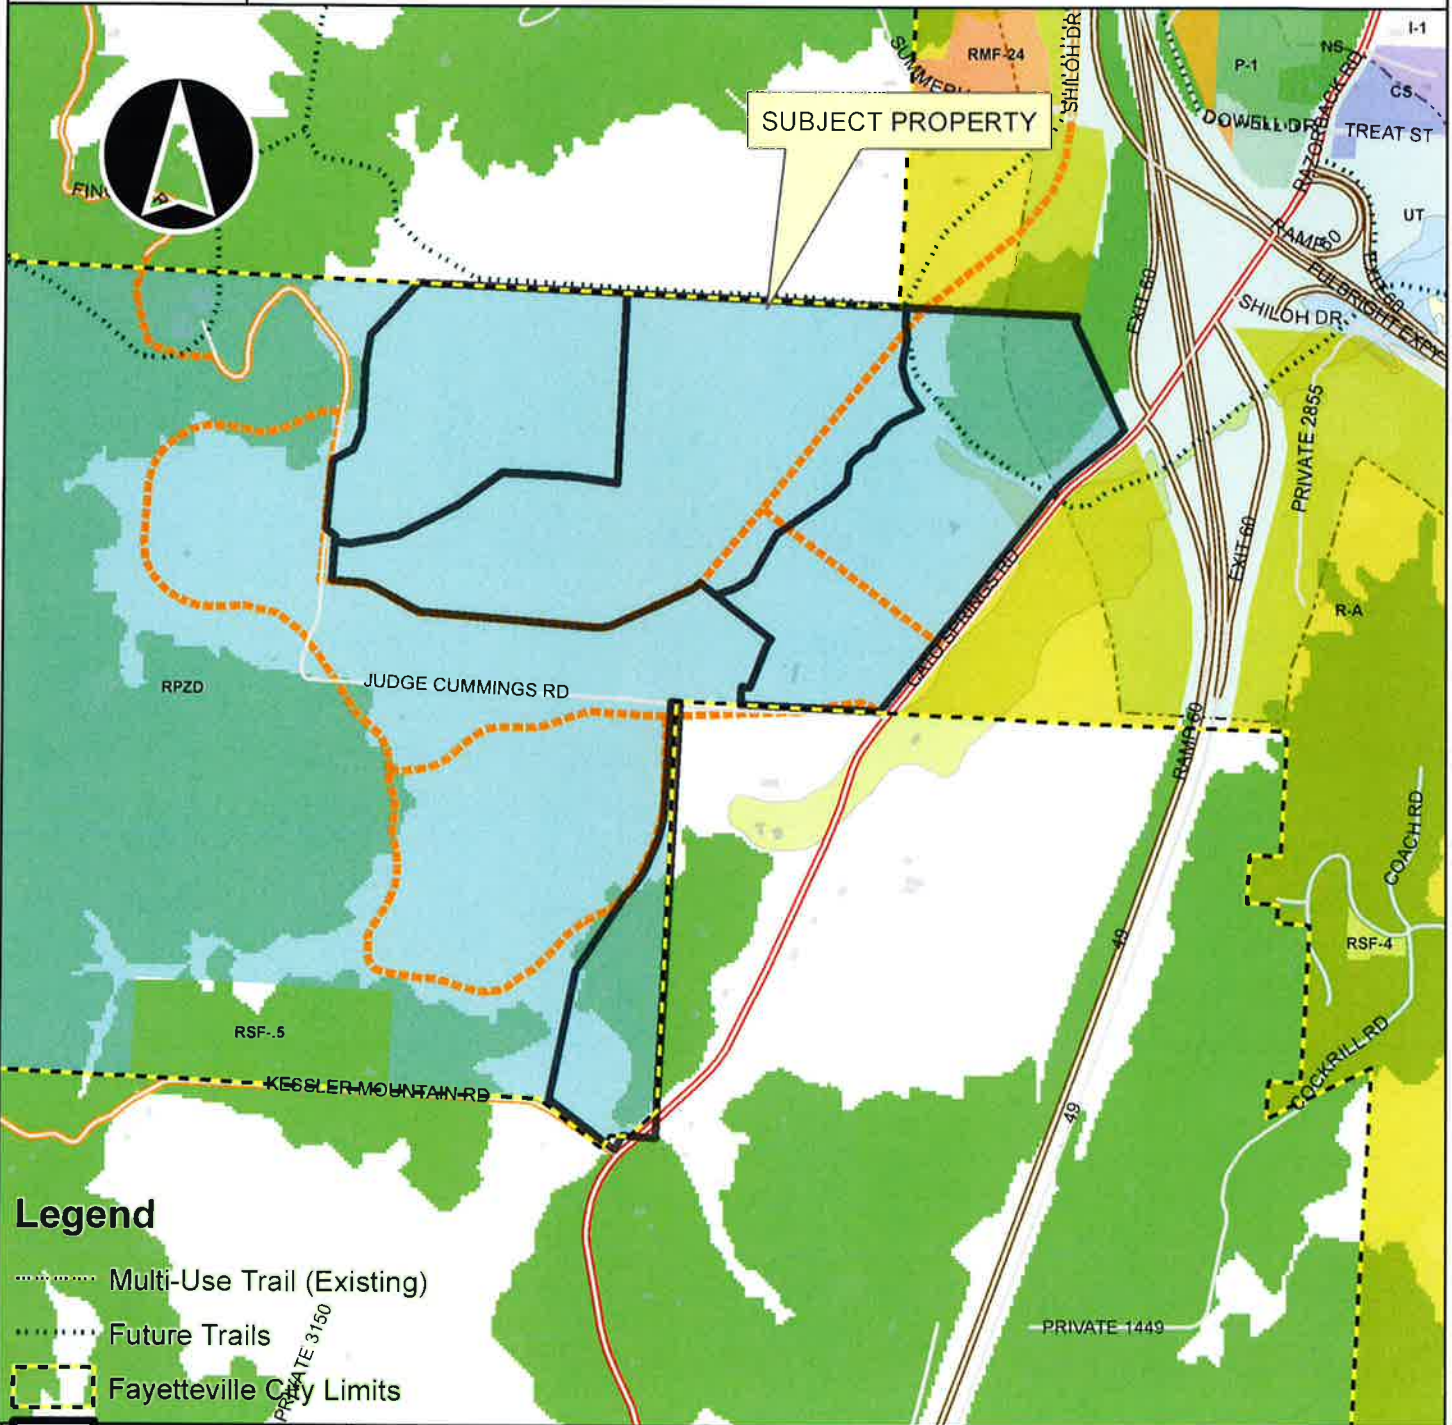 I-1
RMF-24
SHILOH DR
NS
P-1
CS
SUBJECT PROPERTY
DOWELL DR
TREAT ST
RAZORBACK RD
UT
RAMP 60
EXIT 60
FULBRIGHT EXPY
EXIT 60
SHILOH DR
PRIVATE 2855
EXIT 60
CATO SPRINGS RD
R-A
RPZD
JUDGE CUMMINGS RD
RAMP 60
COACH RD
49
RSF-4
RSF-.5
COCKRILL RD
KESSLER MOUNTAIN RD
49
Legend
Multi-Use Trail (Existing)
Future Trails
PRIVATE 3150
PRIVATE 1449
Fayetteville City Limits